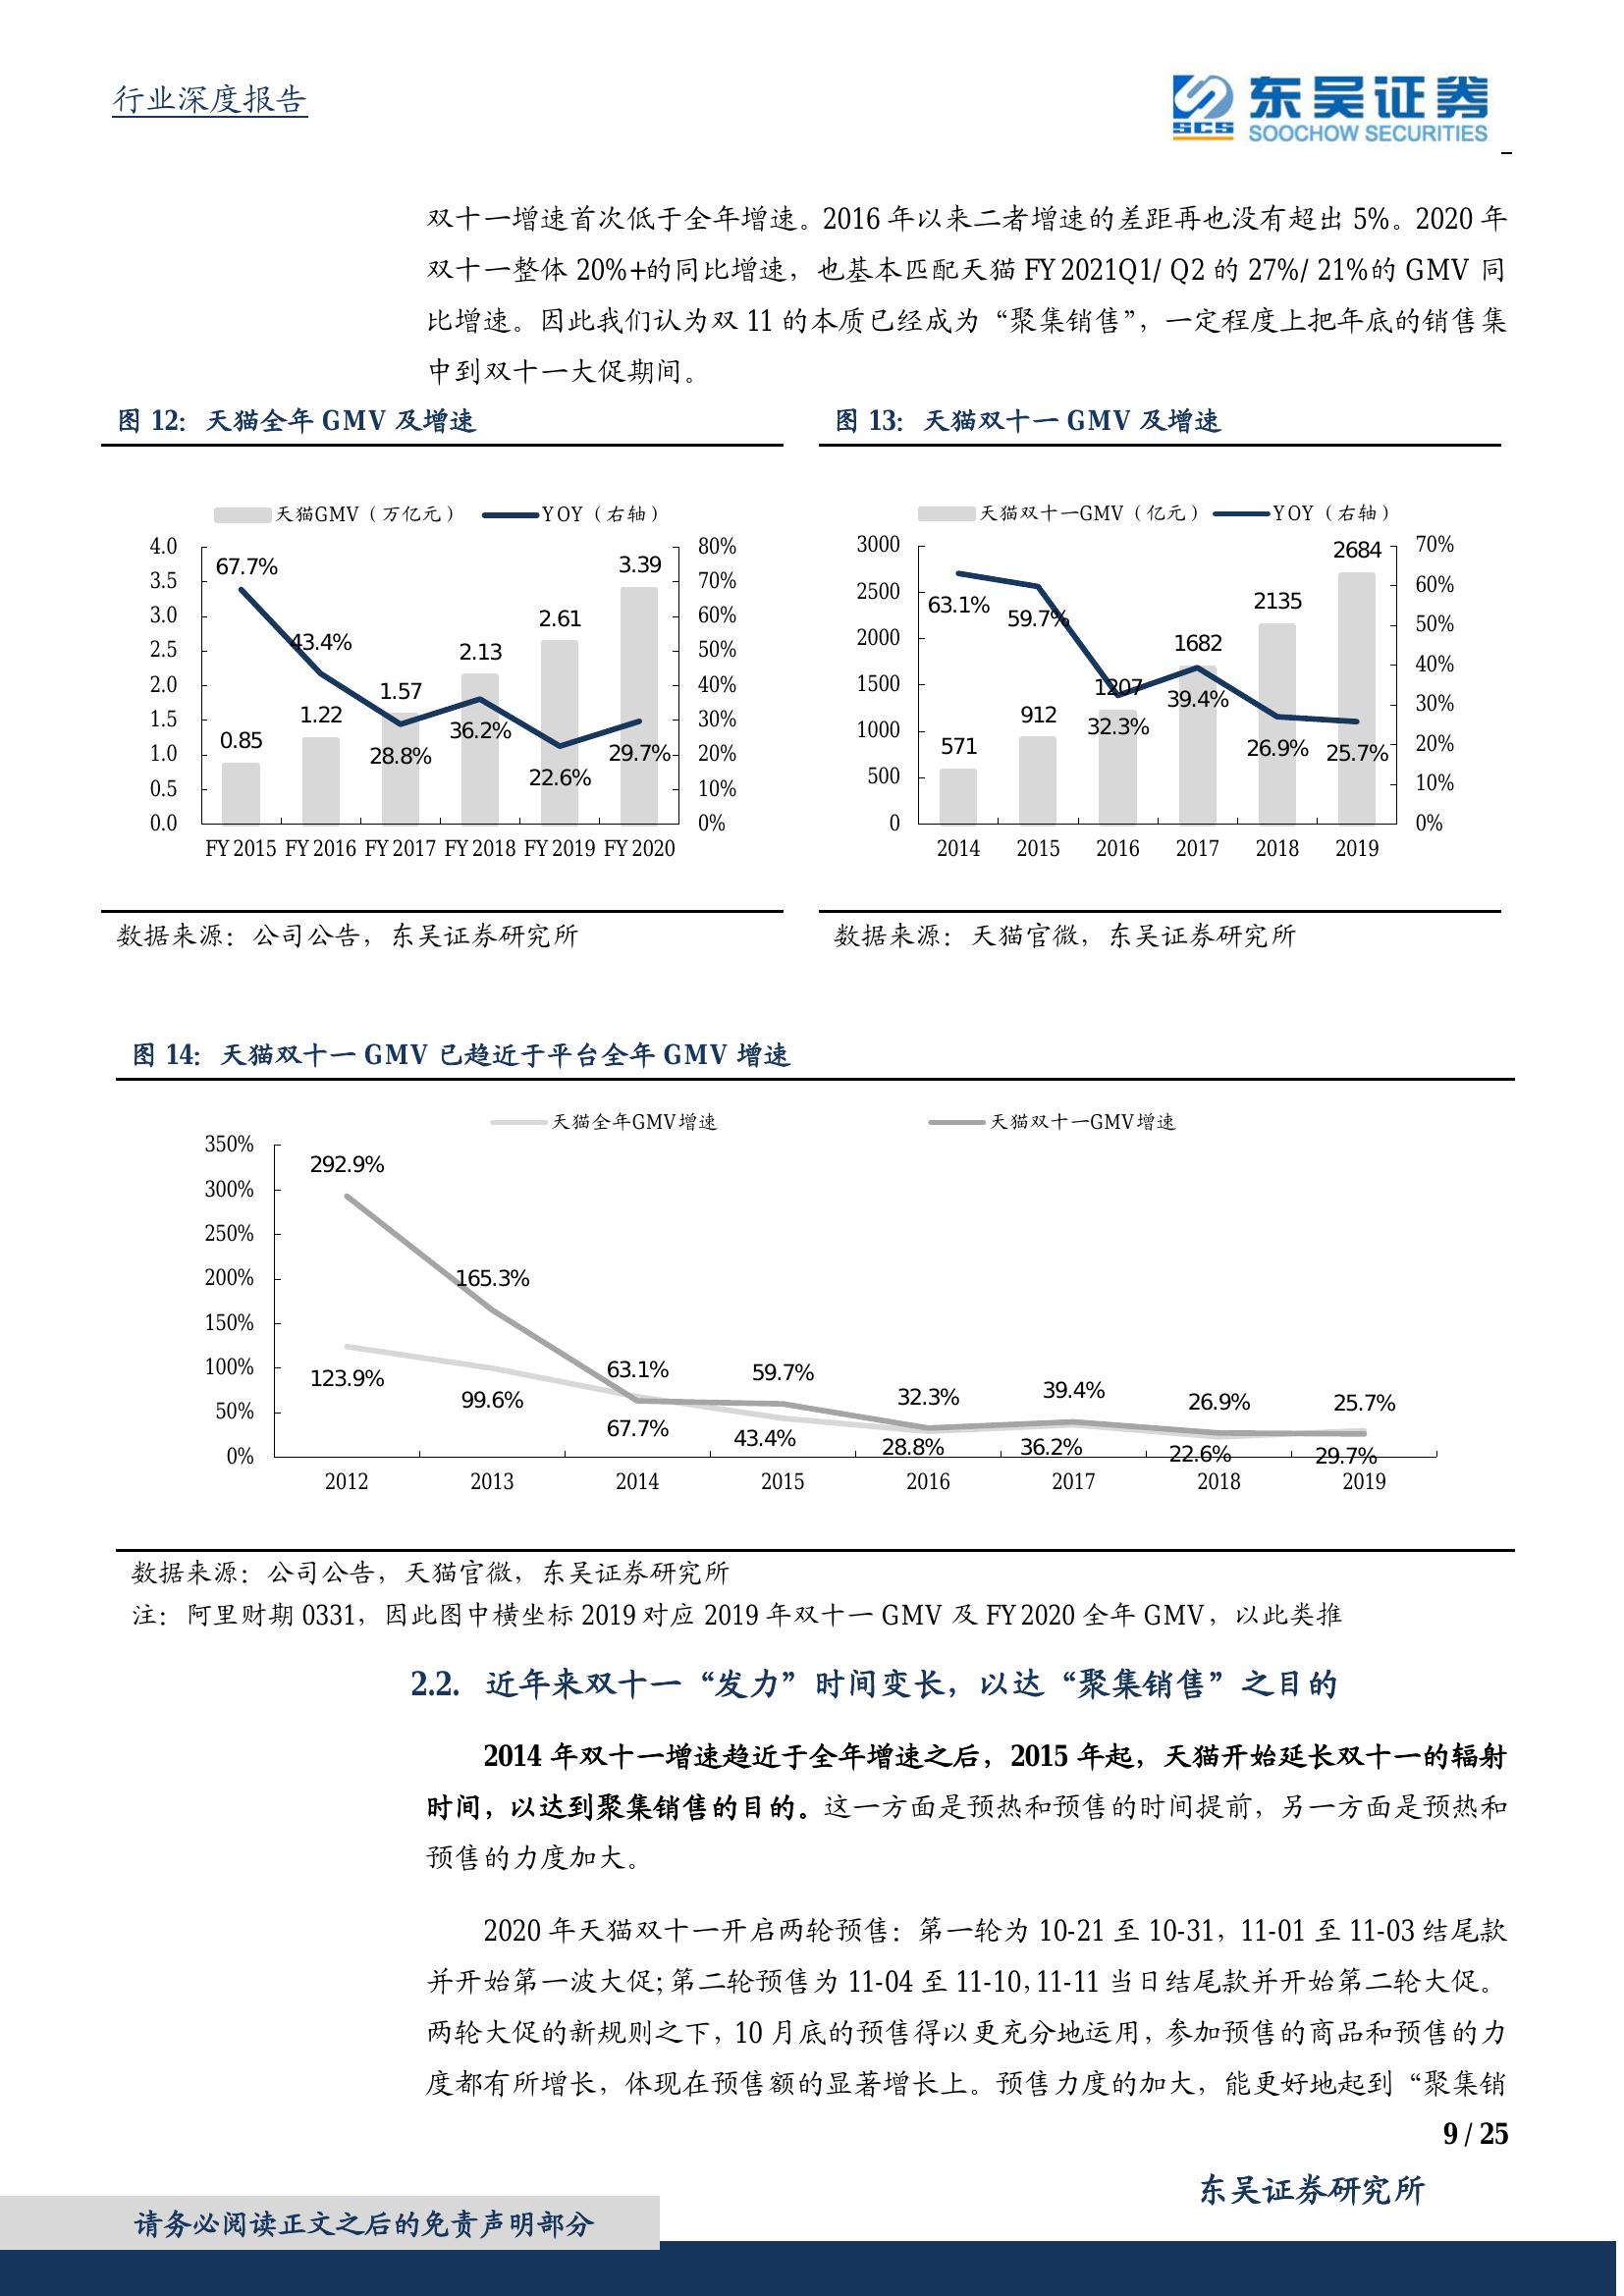 行业深度报告
SCS
东吴证券
SOOCHOW SECURITIES
双十一增速首次低于全年增速。2016 年以来二者增速的差距再也没有超出 5%。2020 年
双十一整体 20%+的同比增速，也基本匹配天猫 FY2021Q1/ Q2 的 27%/ 21%的 GMV 同
比增速。因此我们认为双 11 的本质已经成为“聚集销售”，一定程度上把年底的销售集
中到双十一大促期间。
图 12：天猫全年 GMV 及增速
天猫GMV（万亿元） YOY（右轴）
4.0
3.5
3.0
2.5
2.0
1.5
1.0
0.5
0.0
80%
70%
60%
50%
40%
30%
20%
10%
0%
0.85
1.22
1.57
2.13
2.61
3.39
67.7%
43.4%
28.8%
36.2%
22.6%
29.7%
FY2015 FY2016 FY2017 FY2018 FY2019 FY2020
数据来源：公司公告，东吴证券研究所
图 13：天猫双十一 GMV 及增速
天猫双十一GMV（亿元） YOY（右轴）
3000
2500
2000
1500
1000
500
0
70%
60%
50%
40%
30%
20%
10%
0%
571
912
1207
1682
2135
2684
63.1%
59.7%
32.3%
39.4%
26.9%
25.7%
2014 2015 2016 2017 2018 2019
数据来源：天猫官微，东吴证券研究所
图 14：天猫双十一 GMV 已趋近于平台全年 GMV 增速
天猫全年GMV增速 天猫双十一GMV增速
350%
300%
250%
200%
150%
100%
50%
0%
292.9%
165.3%
63.1%
59.7%
32.3%
39.4%
26.9%
25.7%
123.9%
99.6%
67.7%
43.4%
28.8%
36.2%
22.6%
29.7%
2012 2013 2014 2015 2016 2017 2018 2019
数据来源：公司公告，天猫官微，东吴证券研究所
注：阿里财期 0331，因此图中横坐标 2019 对应 2019 年双十一 GMV 及 FY2020 全年 GMV，以此类推
2.2. 近年来双十一“发力”时间变长，以达“聚集销售”之目的
2014 年双十一增速趋近于全年增速之后，2015 年起，天猫开始延长双十一的辐射
时间，以达到聚集销售的目的。这一方面是预热和预售的时间提前，另一方面是预热和
预售的力度加大。
2020 年天猫双十一开启两轮预售：第一轮为 10-21 至 10-31，11-01 至 11-03 结尾款
并开始第一波大促；第二轮预售为 11-04 至 11-10，11-11 当日结尾款并开始第二轮大促。
两轮大促的新规则之下，10 月底的预售得以更充分地运用，参加预售的商品和预售的力
度都有所增长，体现在预售额的显著增长上。预售力度的加大，能更好地起到“聚集销
9 / 25
东吴证券研究所
请务必阅读正文之后的免责声明部分